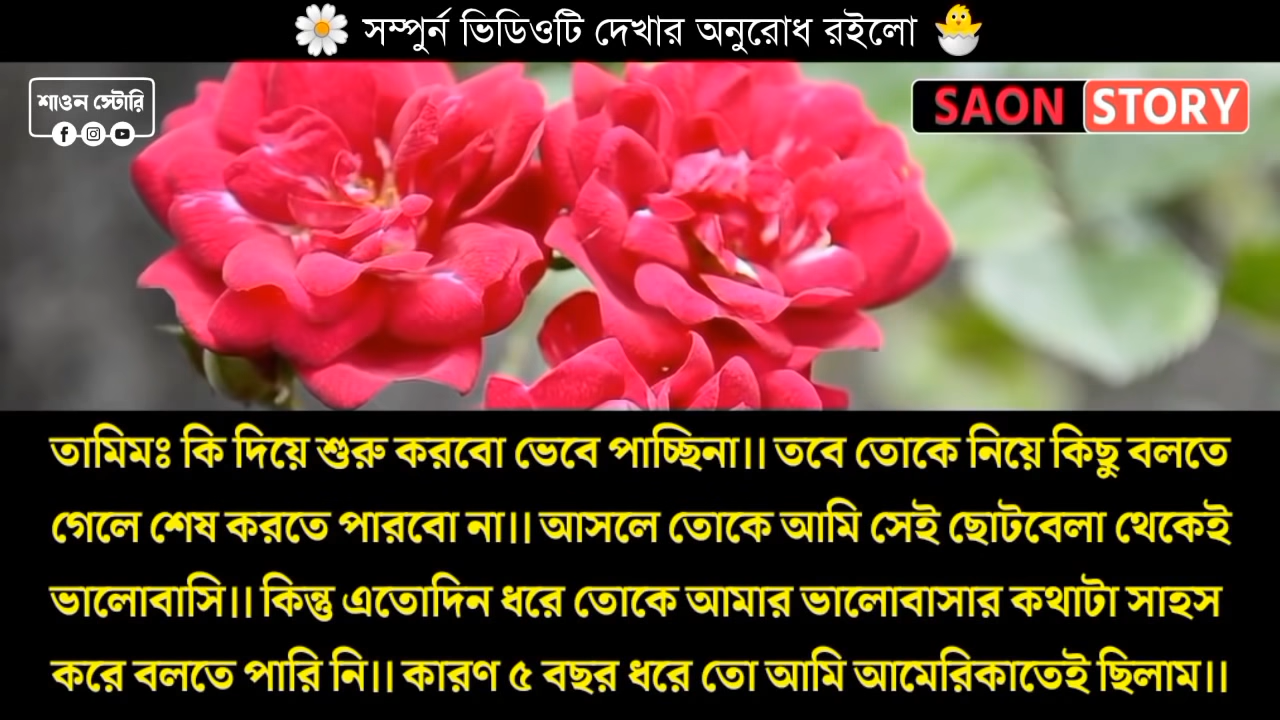 সম্পুর্ন ভিডিওটি দেখার অনুরোধ রইলো
শাওন স্টোরি
SAON STORY
তামিমঃ কি দিয়ে শুরু করবো ভেবে পাচ্ছিনা।। তবে তোকে নিয়ে কিছু বলতে
গেলে শেষ করতে পারবো না।। আসলে তোকে আমি সেই ছোটবেলা থেকেই
ভালোবাসি।। কিন্তু এতোদিন ধরে তোকে আমার ভালোবাসার কথাটা সাহস
করে বলতে পারি নি।। কারণ ৫ বছর ধরে তো আমি আমেরিকাতেই ছিলাম।।